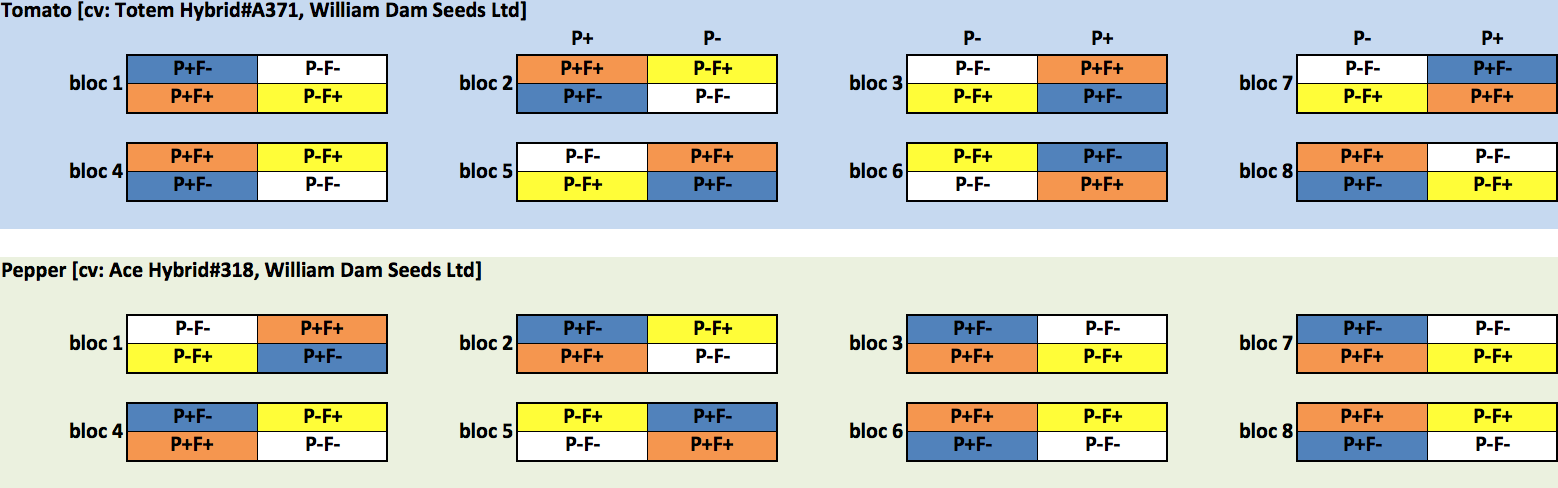 Tomato [cv: Totem Hybrid#A371, William Dam Seeds Ltd]
P+ P- P- P+ P- P+
P+F- P-F- P+F+ P-F+ P-F- P+F+ P-F- P+F-
bloc 1 bloc 2 bloc 3 bloc 7
P+F+ P-F+ P+F- P-F- P-F+ P+F- P-F+ P+F+
P+F+ P-F+ P-F- P+F+ P-F+ P+F- P+F+ P-F-
bloc 4 bloc 5 bloc 6 bloc 8
P+F- P-F- P-F+ P+F- P-F- P+F+ P+F- P-F+
Pepper [cv: Ace Hybrid#318, William Dam Seeds Ltd]
P-F- P+F+ P+F- P-F+ P+F- P-F- P+F- P-F-
bloc 1 bloc 2 bloc 3 bloc 7
P-F+ P+F- P+F+ P-F- P+F+ P-F+ P+F+ P-F+
P+F- P-F+ P-F+ P+F- P+F+ P-F+ P+F+ P-F+
bloc 4 bloc 5 bloc 6 bloc 8
P+F+ P-F- P-F- P+F+ P+F- P-F- P+F- P-F-